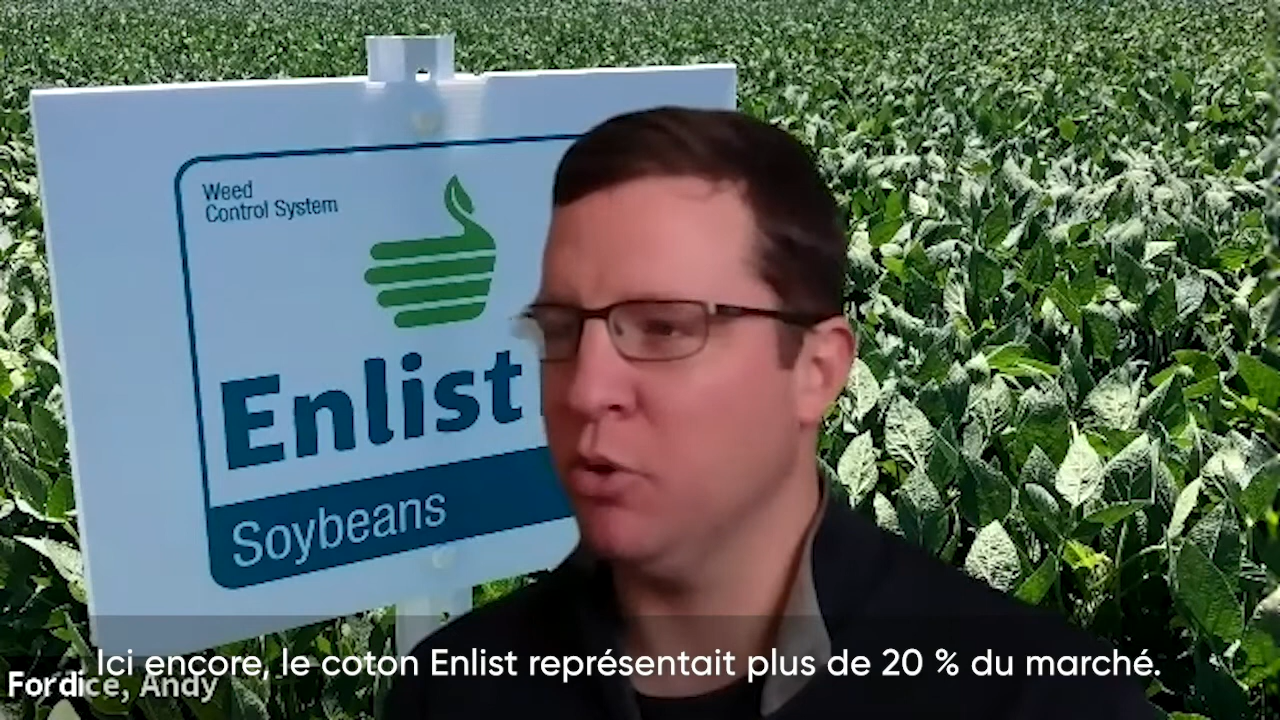 Weed
Control System
Enlist
Soybeans
Ici encore, le coton Enlist représentait plus de 20 % du marché.
Fordice, Andy